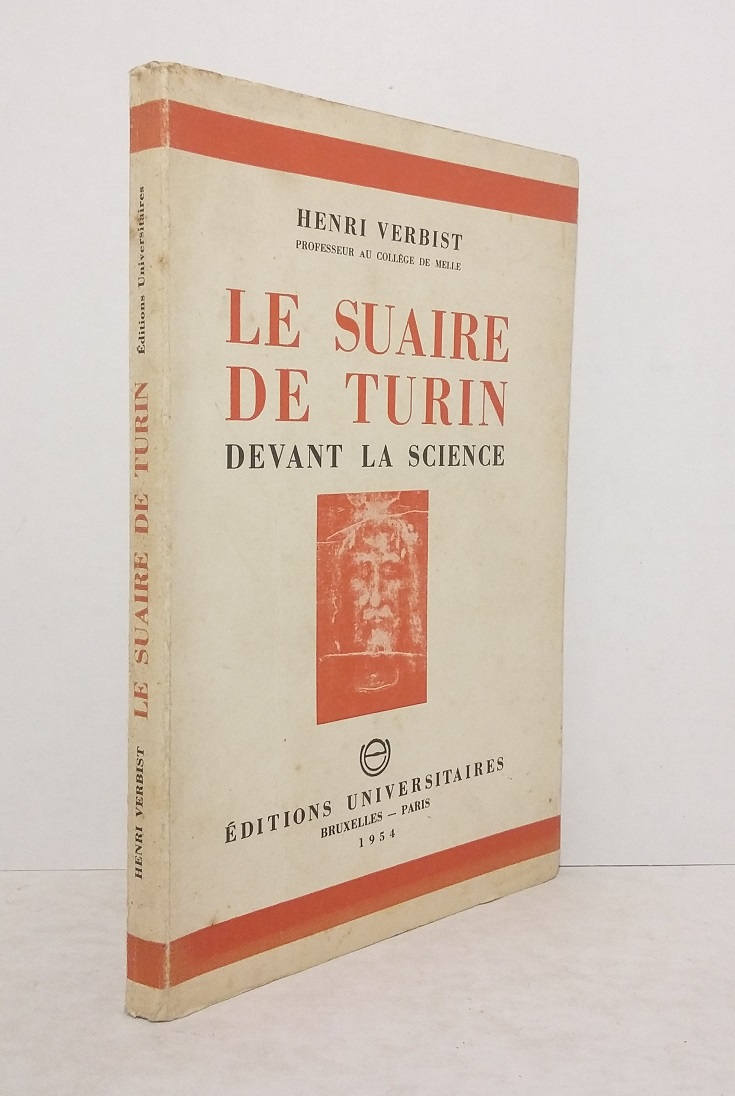 HENRI VERBIST
PROFESSEUR AU COLLÈGE DE MELLE
LE SUAIRE
DE TURIN
DEVANT LA SCIENCE
ÉDITIONS UNIVERSITAIRES
BRUXELLES — PARIS
1954
HENRI VERBIST LE SUAIRE DE TURIN Éditions Universitaires